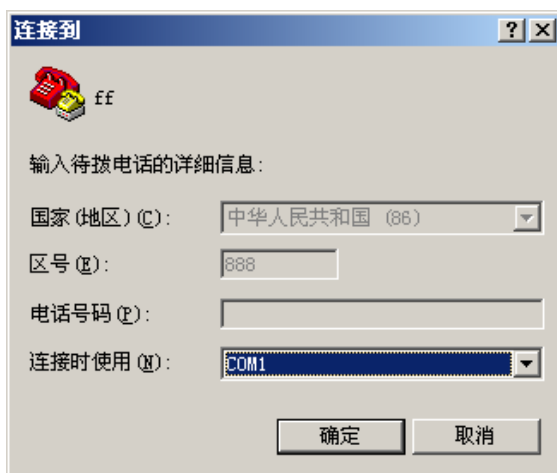 连接到
ff
输入待拨电话的详细信息:
国家(地区)(C): 中华人民共和国 (86)
区号(E): 888
电话号码(P):
连接时使用(N): COM1
确定 取消